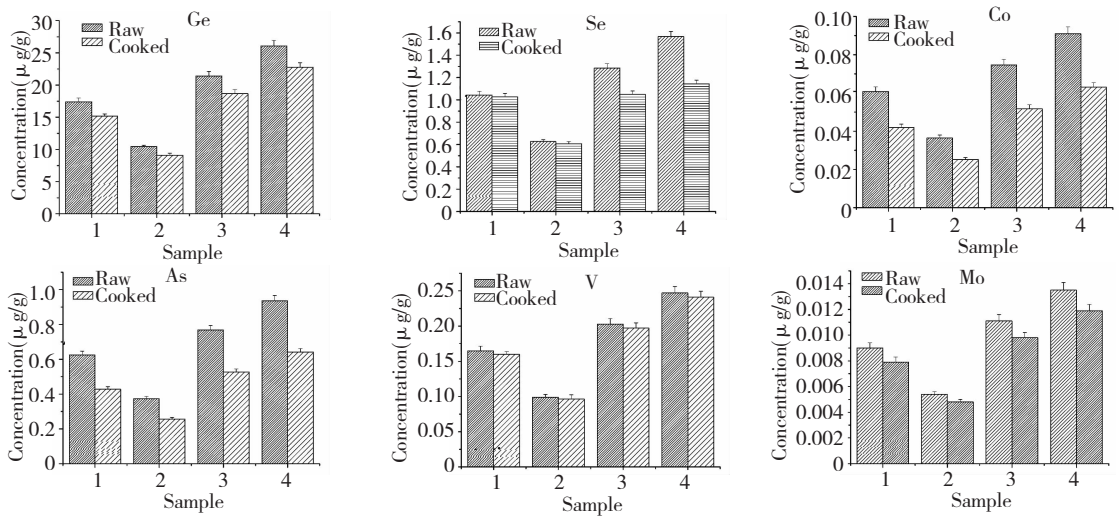 Ge
Raw
Cooked
Concentration(μ g/g)
30
25
20
15
10
5
0
1 2 3 4
Sample
Se
Raw
Cooked
Concentration(μ g/g)
1.6
1.4
1.2
1.0
0.8
0.6
0.4
0.2
0
1 2 3 4
Sample
Co
Raw
Cooked
Concentration(μ g/g)
0.10
0.08
0.06
0.04
0.02
0
1 2 3 4
Sample
As
Raw
Cooked
Concentration(μ g/g)
1.0
0.8
0.6
0.4
0.2
0
1 2 3 4
Sample
V
Raw
Cooked
Concentration(μ g/g)
0.25
0.20
0.15
0.10
0.05
0
1 2 3 4
Sample
Mo
Raw
Cooked
Concentration(μ g/g)
0.014
0.012
0.010
0.008
0.006
0.004
0.002
0
1 2 3 4
Sample